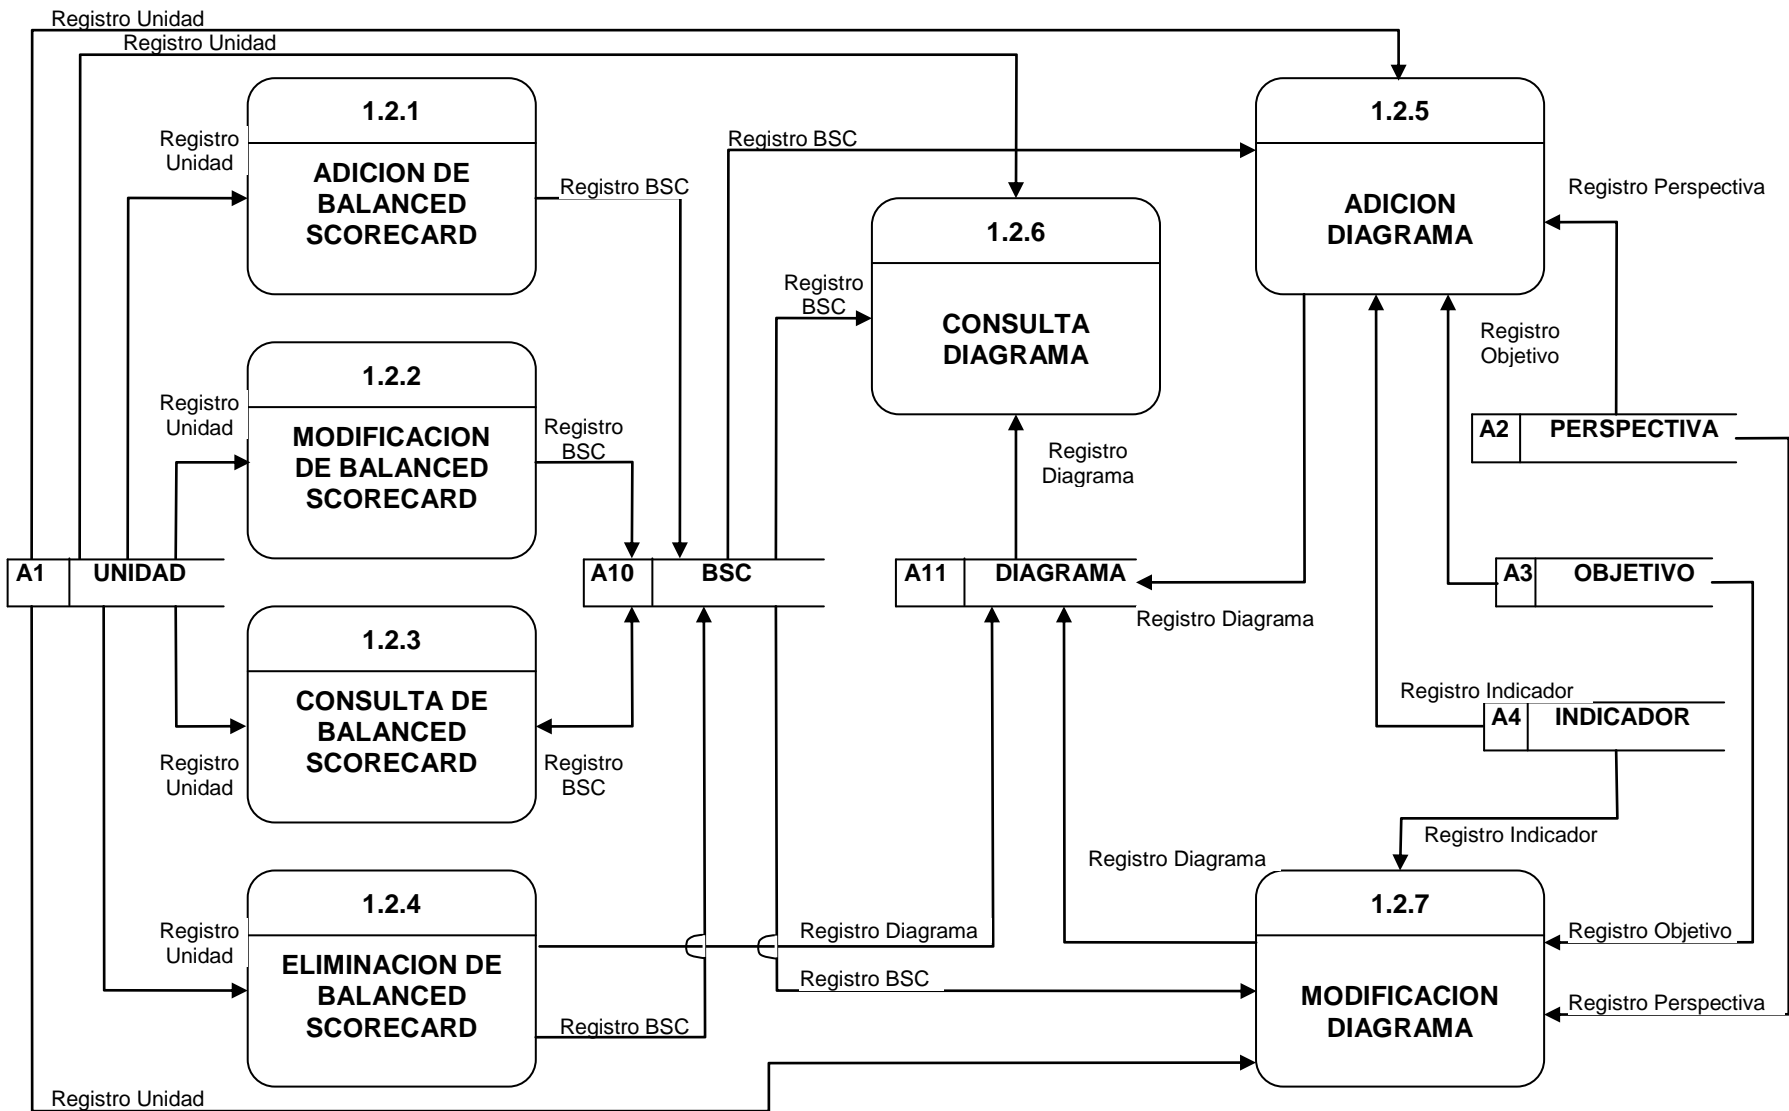 Registro Unidad
Registro Unidad
1.2.1
Registro
Unidad
ADICION DE
BALANCED
SCORECARD
Registro BSC
1.2.2
Registro
Unidad
MODIFICACION
DE BALANCED
SCORECARD
Registro
BSC
A1
UNIDAD
1.2.3
CONSULTA DE
BALANCED
SCORECARD
Registro
Unidad
Registro
BSC
1.2.4
Registro
Unidad
ELIMINACION DE
BALANCED
SCORECARD
Registro Diagrama
Registro BSC
Registro BSC
Registro Unidad
A10
BSC
Registro BSC
Registro
BSC
1.2.6
CONSULTA
DIAGRAMA
Registro
Diagrama
A11
DIAGRAMA
Registro Diagrama
1.2.5
ADICION
DIAGRAMA
Registro Perspectiva
Registro
Objetivo
A2
PERSPECTIVA
A3
OBJETIVO
Registro Indicador
A4
INDICADOR
Registro Indicador
Registro Diagrama
1.2.7
MODIFICACION
DIAGRAMA
Registro Objetivo
Registro Perspectiva